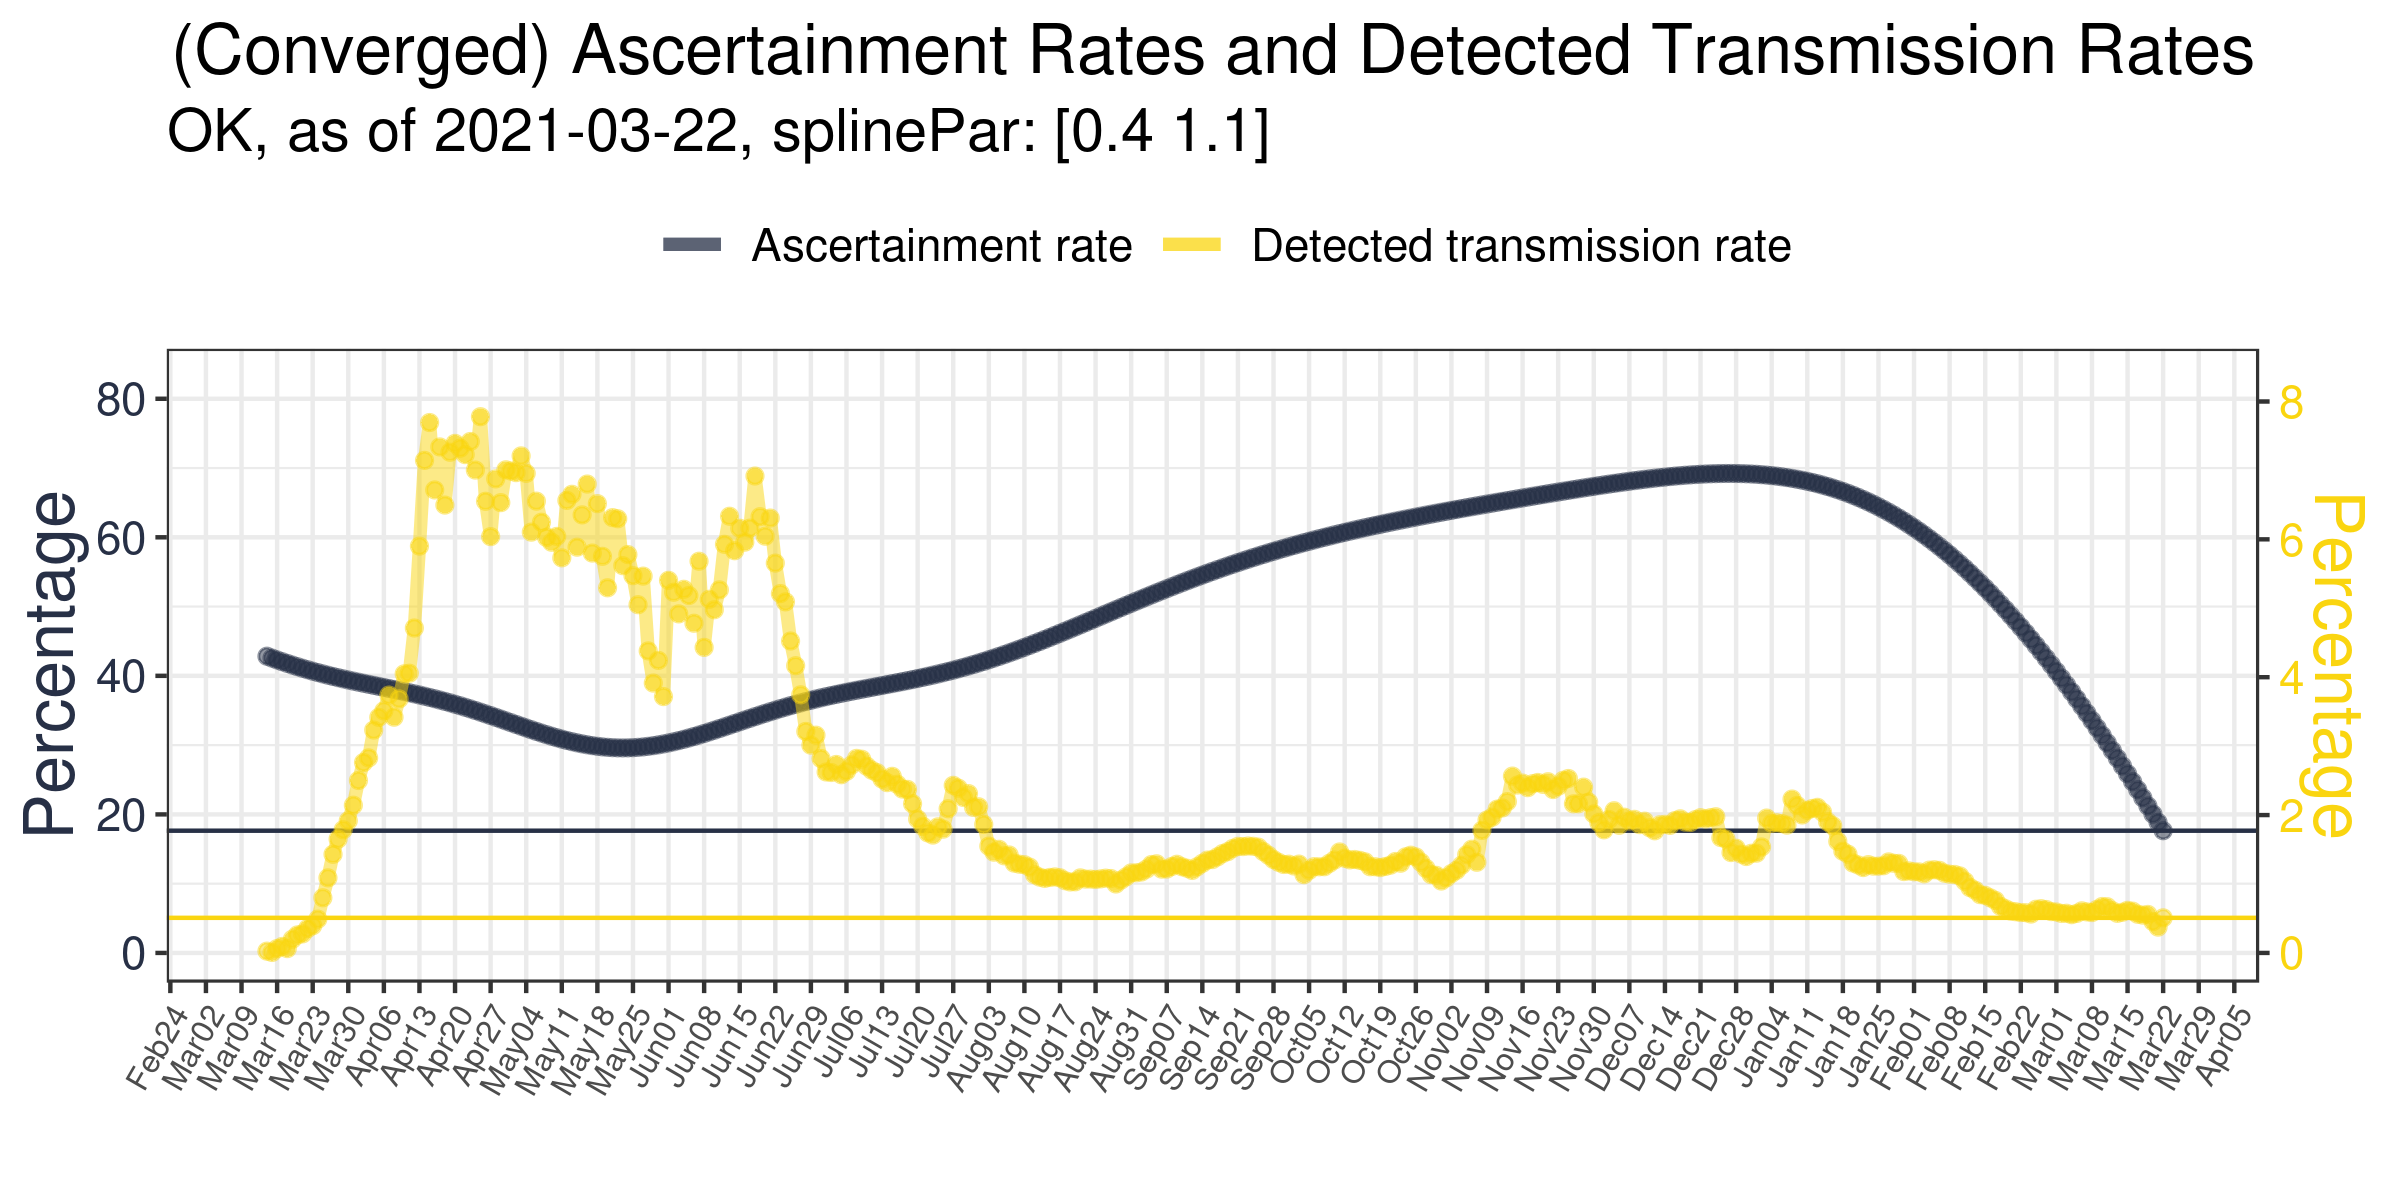 (Converged) Ascertainment Rates and Detected Transmission Rates
OK, as of 2021-03-22, splinePar: [0.4 1.1]
Ascertainment rate
Detected transmission rate
Percentage
80
60
40
20
0
8
6
4
2
0
Percentage
Feb24
Mar02
Mar09
Mar16
Mar23
Mar30
Apr06
Apr13
Apr20
Apr27
May04
May11
May18
May25
Jun01
Jun08
Jun15
Jun22
Jun29
Jul06
Jul13
Jul20
Jul27
Aug03
Aug10
Aug17
Aug24
Aug31
Sep07
Sep14
Sep21
Sep28
Oct05
Oct12
Oct19
Oct26
Nov02
Nov09
Nov16
Nov23
Nov30
Dec07
Dec14
Dec21
Dec28
Jan04
Jan11
Jan18
Jan25
Feb01
Feb08
Feb15
Feb22
Mar01
Mar08
Mar15
Mar22
Mar29
Apr05